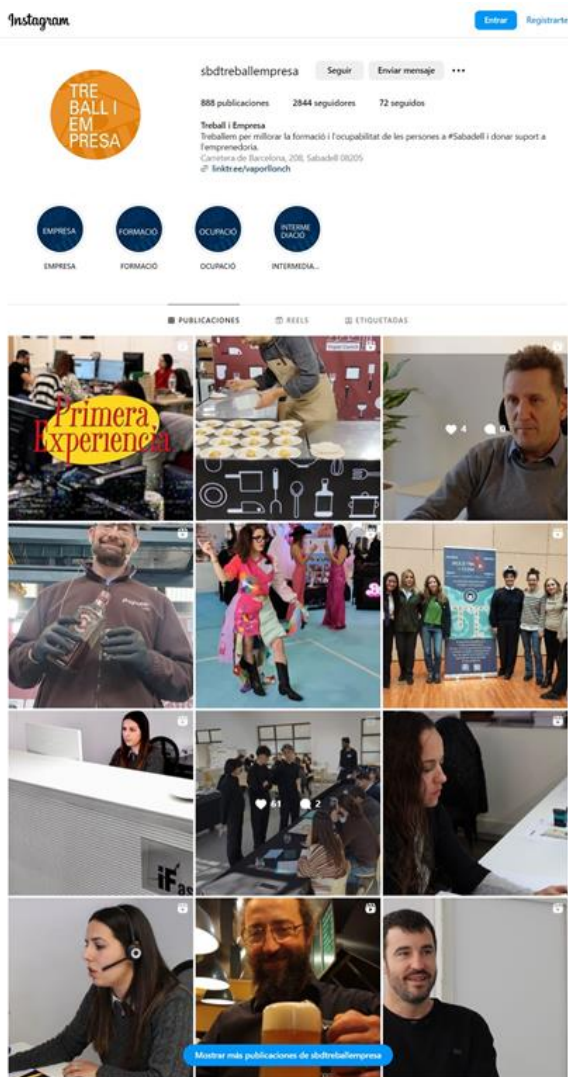 Instagram
Entrar
Registrarte
TRE
BALL I
EM
PRESA
sbdtreballempresa
Seguir
Enviar mensaje
888 publicaciones
2844 seguidores
72 seguidos
Treball i Empresa
Treballem per millorar la formació i l'ocupabilitat de les persones a #Sabadell i donar suport a
l'emprenedoria.
Carretera de Barcelona, 208, Sabadell 08205
linktr.ee/vaporllonch
EMPRESA
FORMACIÓ
OCUPACIÓ
INTERME
DIACIÓ
EMPRESA
FORMACIÓ
OCUPACIÓ
INTERMEDIA...
PUBLICACIONES
REELS
ETIQUETADAS
Primera
Experiencia
4
61
2
iF
as
Mostrar más publicaciones de sbdtreballempresa